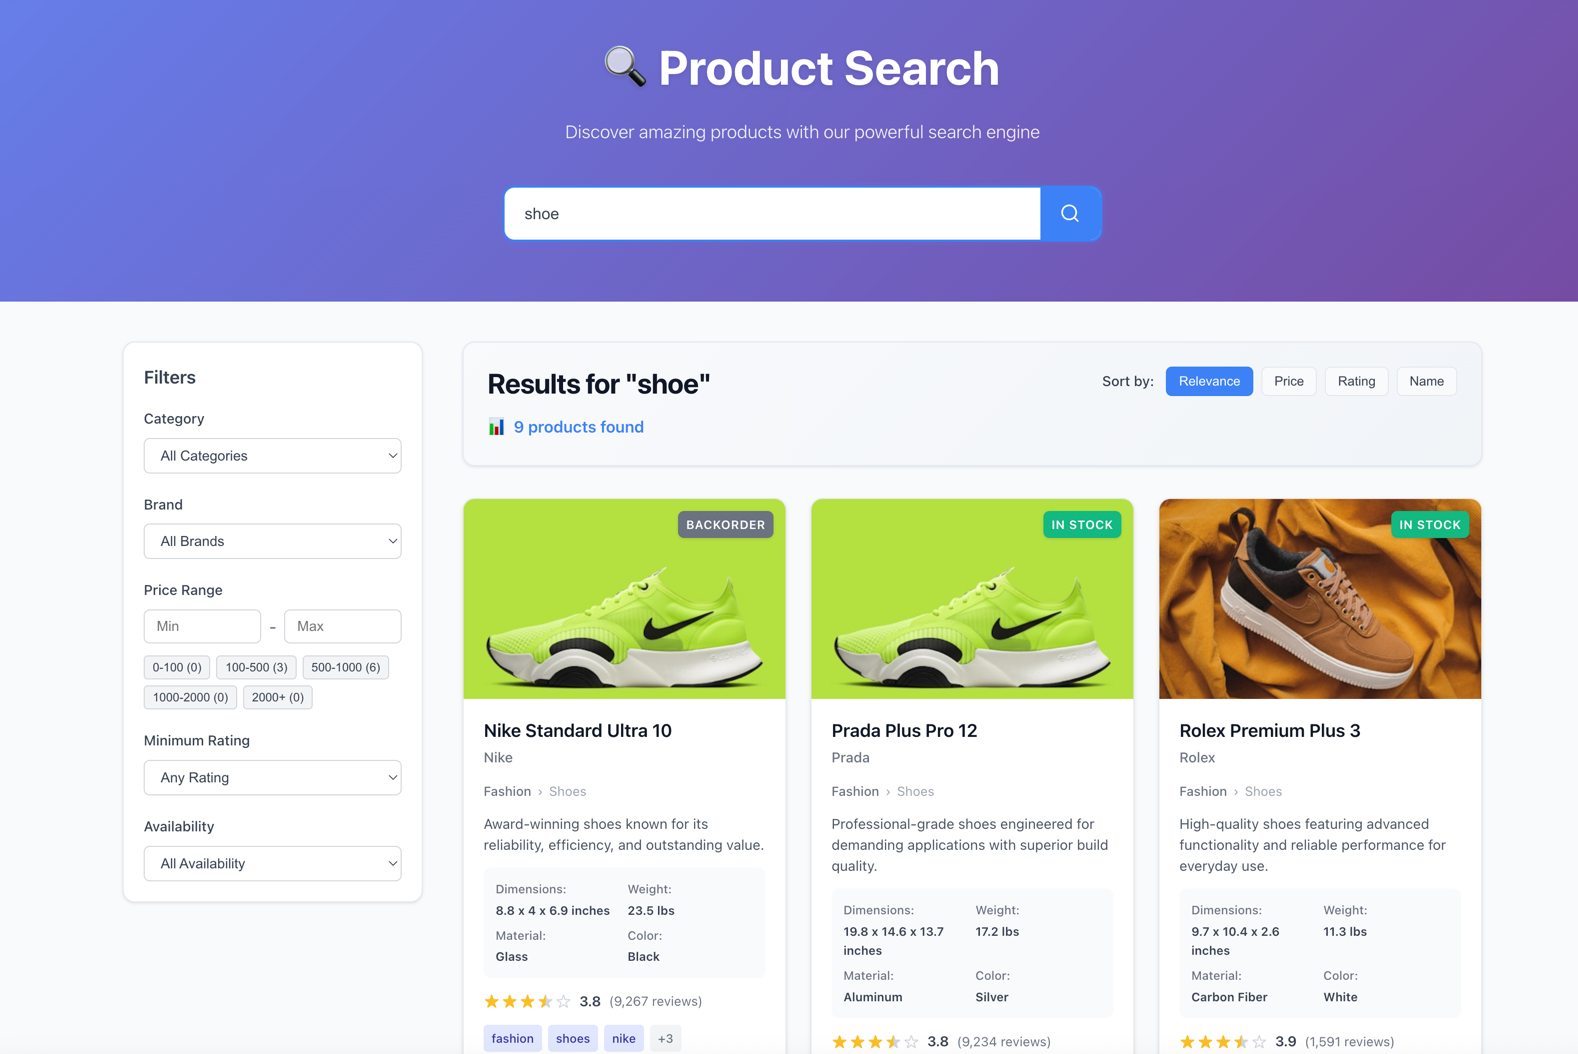 Product Search
Discover amazing products with our powerful search engine
shoe
Filters
Category
All Categories
Brand
All Brands
Price Range
Min - Max
0-100 (0) 100-500 (3) 500-1000 (6)
1000-2000 (0) 2000+ (0)
Minimum Rating
Any Rating
Availability
All Availability
Results for "shoe"
Sort by: Relevance Price Rating Name
9 products found
BACKORDER
Nike Standard Ultra 10
Nike
Fashion › Shoes
Award-winning shoes known for its
reliability, efficiency, and outstanding value.
Dimensions: Weight:
8.8 x 4 x 6.9 inches 23.5 lbs
Material: Color:
Glass Black
3.8 (9,267 reviews)
fashion shoes nike +3
IN STOCK
Prada Plus Pro 12
Prada
Fashion › Shoes
Professional-grade shoes engineered for
demanding applications with superior build
quality.
Dimensions: Weight:
19.8 x 14.6 x 13.7 17.2 lbs
inches
Material: Color:
Aluminum Silver
3.8 (9,234 reviews)
IN STOCK
Rolex Premium Plus 3
Rolex
Fashion › Shoes
High-quality shoes featuring advanced
functionality and reliable performance for
everyday use.
Dimensions: Weight:
9.7 x 10.4 x 2.6 11.3 lbs
inches
Material: Color:
Carbon Fiber White
3.9 (1,591 reviews)